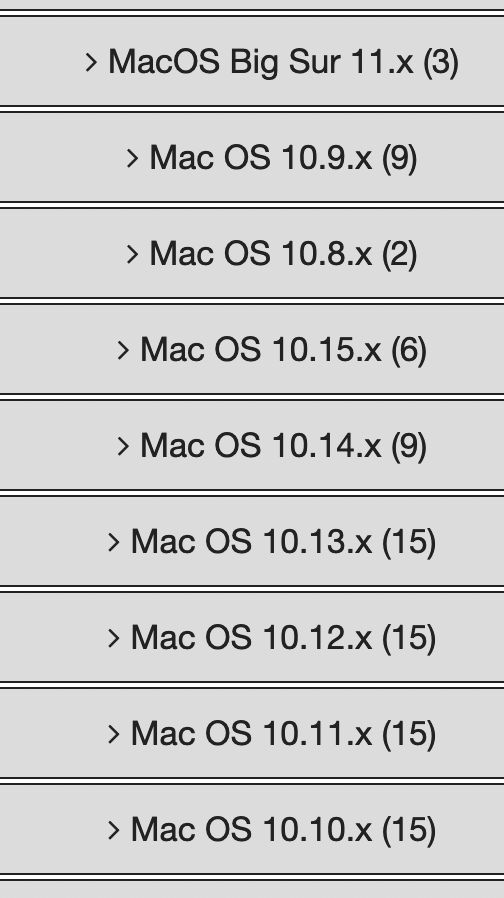 > MacOS Big Sur 11.x (3)
> Mac OS 10.9.x (9)
> Mac OS 10.8.x (2)
> Mac OS 10.15.x (6)
> Mac OS 10.14.x (9)
> Mac OS 10.13.x (15)
> Mac OS 10.12.x (15)
> Mac OS 10.11.x (15)
> Mac OS 10.10.x (15)